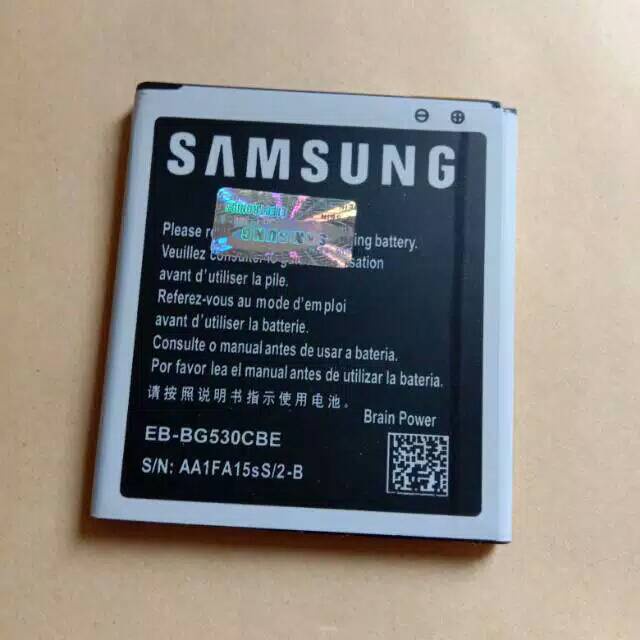 ⊖ ⊕
SAMSUNG
SAMSUNG
Please ing battery.
Veuillez sation
avant d'utiliser la pile.
Referez-vous au mode d'emploi
avant d'utiliser la batterie.
Consulte o manual antes de usar a bateria.
Por favor lea el manual antes de utilizar la bateria.
请按照说明书指示使用电池。
Brain Power
EB-BG530CBE
S/N: AA1FA15sS/2-B